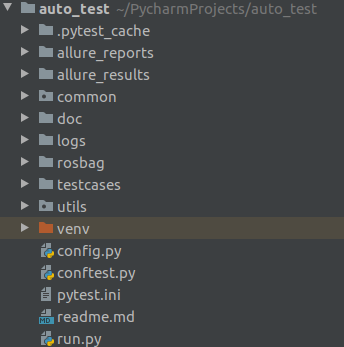 auto_test ~/PycharmProjects/auto_test
.pytest_cache
allure_reports
allure_results
common
doc
logs
rosbag
testcases
utils
venv
config.py
conftest.py
pytest.ini
MD readme.md
run.py